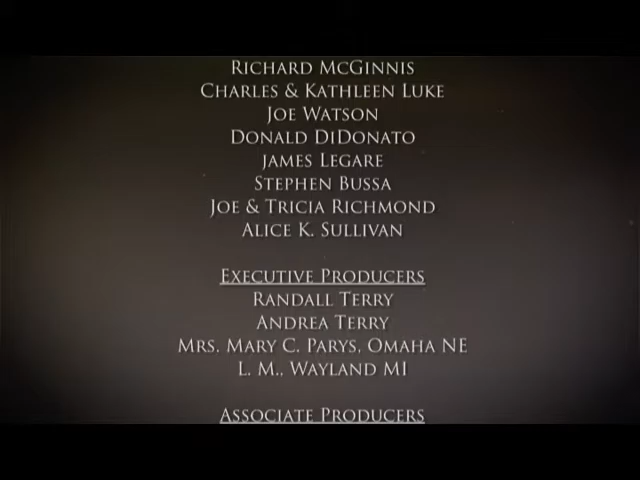 Richard McGinnis
Charles & Kathleen Luke
Joe Watson
Donald DiDonato
James Legare
Stephen Bussa
Joe & Tricia Richmond
Alice K. Sullivan
Executive Producers
Randall Terry
Andrea Terry
Mrs. Mary C. Parys, Omaha NE
L. M., Wayland MI
Associate Producers